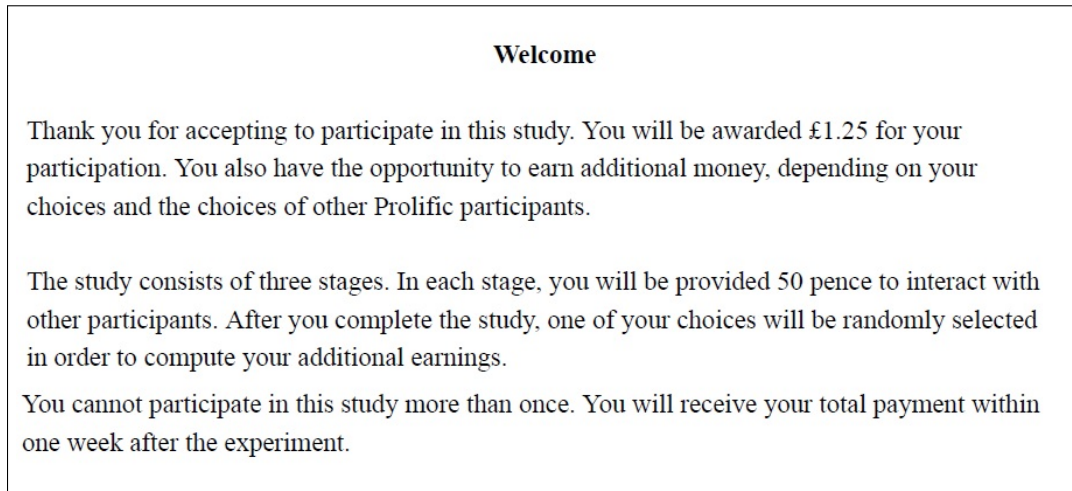 Welcome
Thank you for accepting to participate in this study. You will be awarded £1.25 for your
participation. You also have the opportunity to earn additional money, depending on your
choices and the choices of other Prolific participants.
The study consists of three stages. In each stage, you will be provided 50 pence to interact with
other participants. After you complete the study, one of your choices will be randomly selected
in order to compute your additional earnings.
You cannot participate in this study more than once. You will receive your total payment within
one week after the experiment.